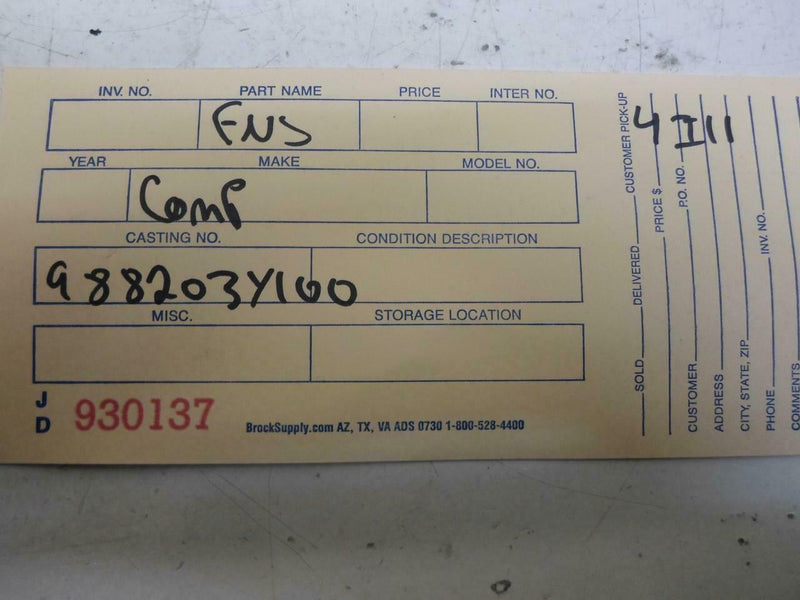 INV. NO. PART NAME PRICE INTER NO.
FNS
YEAR MAKE MODEL NO.
Comp
CASTING NO. CONDITION DESCRIPTION
988203Y100
MISC. STORAGE LOCATION
JD 930137 BrockSupply.com AZ, TX, VA ADS 0730 1-800-528-4400
SOLD DELIVERED CUSTOMER PICK-UP
PRICE $
P.O. NO.
CUSTOMER
ADDRESS
CITY, STATE, ZIP
PHONE INV. NO.
COMMENTS